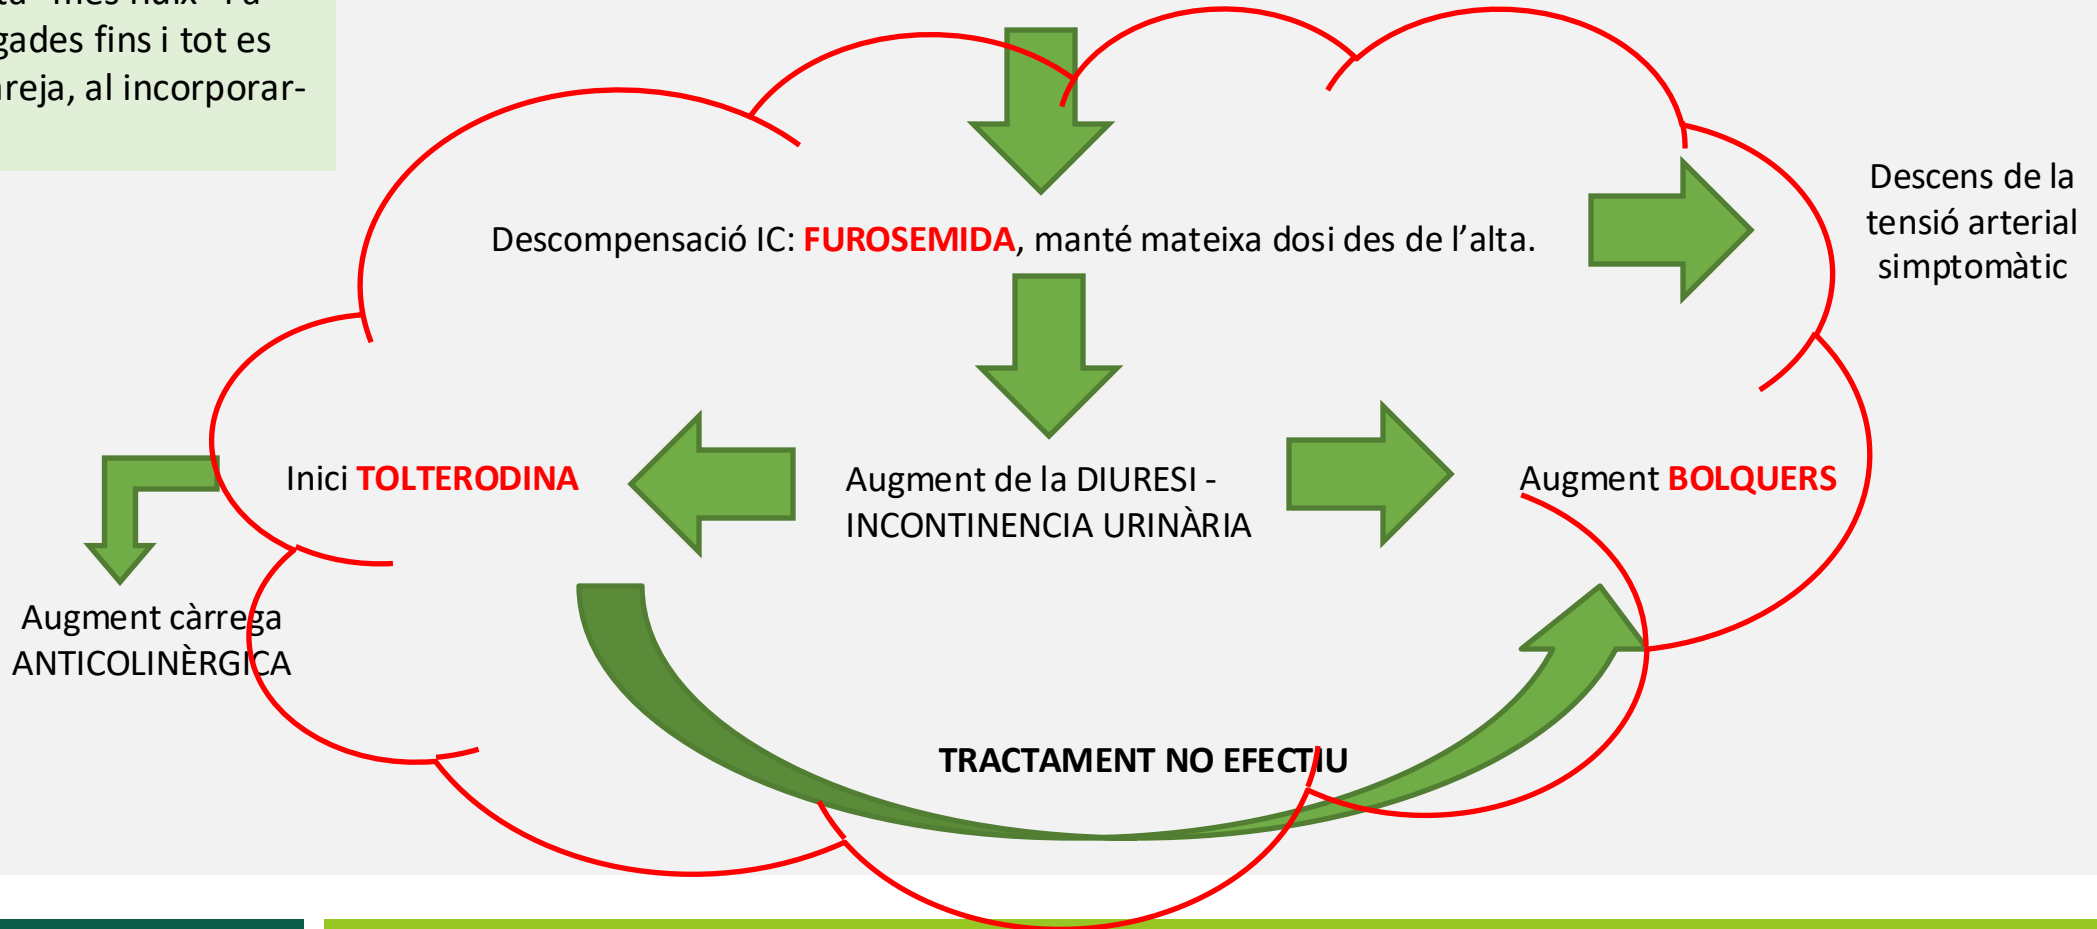 gades fins i tot es
reja, al incorporar-
Descompensació IC: FUROSEMIDA, manté mateixa dosi des de l'alta.
Descens de la
tensió arterial
simptomàtic
Inici TOLTERODINA
Augment de la DIURESI -
INCONTINENCIA URINÀRIA
Augment BOLQUERS
Augment càrrega
ANTICOLINÈRGICA
TRACTAMENT NO EFECTIU